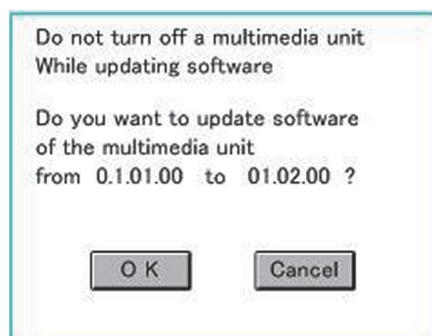 Do not turn off a multimedia unit
While updating software
Do you want to update software
of the multimedia unit
from 0.1.01.00 to 01.02.00 ?
O K
Cancel